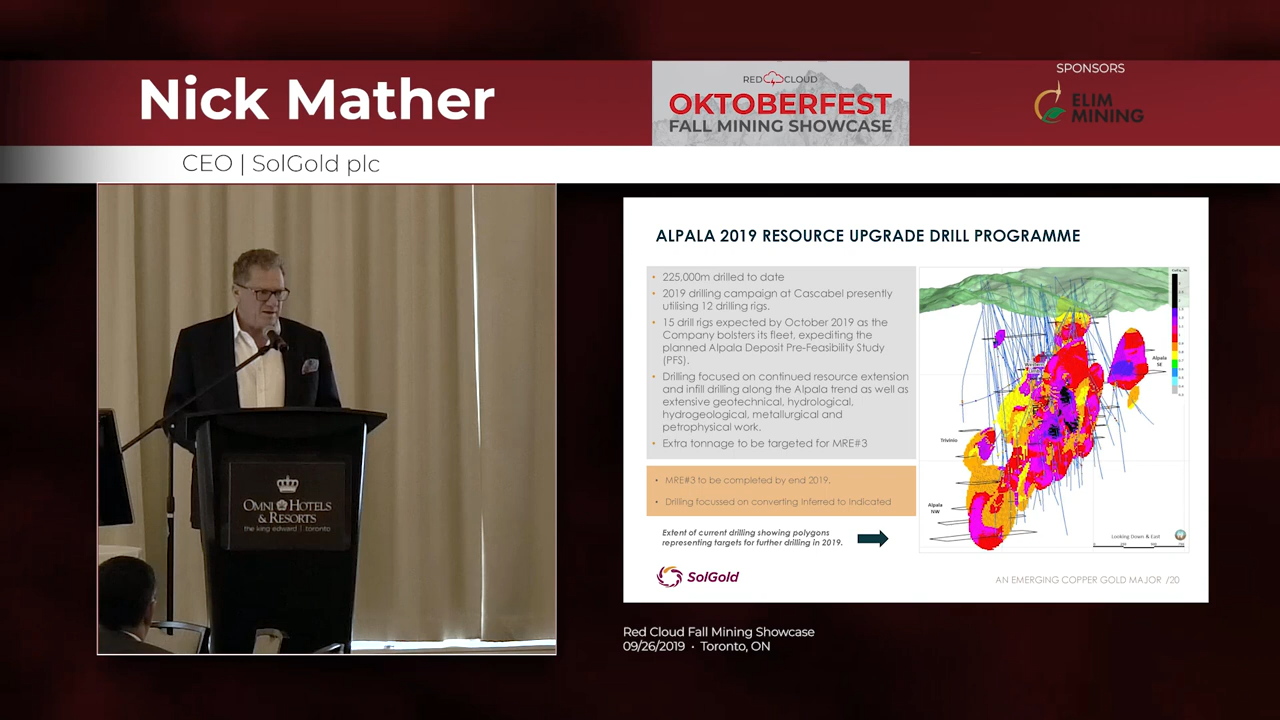 Nick Mather
CEO | SolGold plc
RED CLOUD
OKTOBERFEST
FALL MINING SHOWCASE
SPONSORS
ELIM
MINING
OMNI HOTELS
& RESORTS
the king edward | toronto
ALPALA 2019 RESOURCE UPGRADE DRILL PROGRAMME
• 225,000m drilled to date
• 2019 drilling campaign at Cascabel presently
utilising 12 drilling rigs.
• 15 drill rigs expected by October 2019 as the
Company bolsters its fleet, expediting the
planned Alpala Deposit Pre-Feasibility Study
(PFS).
• Drilling focused on continued resource extension
and infill drilling along the Alpala trend as well as
extensive geotechnical, hydrological,
hydrogeological, metallurgical and
petrophysical work.
• Extra tonnage to be targeted for MRE#3
• MRE#3 to be completed by end 2019.
• Drilling focussed on converting Inferred to Indicated
Extent of current drilling showing polygons
representing targets for further drilling in 2019.
Alpala
SE
Trivinio
Alpala
NW
Looking Down & East
SolGold
AN EMERGING COPPER GOLD MAJOR /20
Red Cloud Fall Mining Showcase
09/26/2019 • Toronto, ON